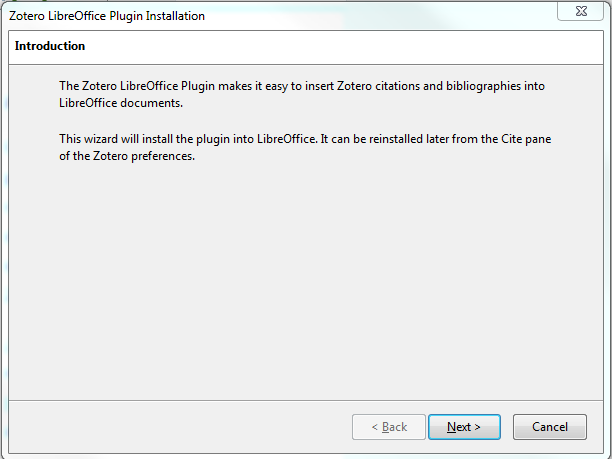 Zotero LibreOffice Plugin Installation
Introduction
The Zotero LibreOffice Plugin makes it easy to insert Zotero citations and bibliographies into
LibreOffice documents.
This wizard will install the plugin into LibreOffice. It can be reinstalled later from the Cite pane
of the Zotero preferences.
< Back Next > Cancel